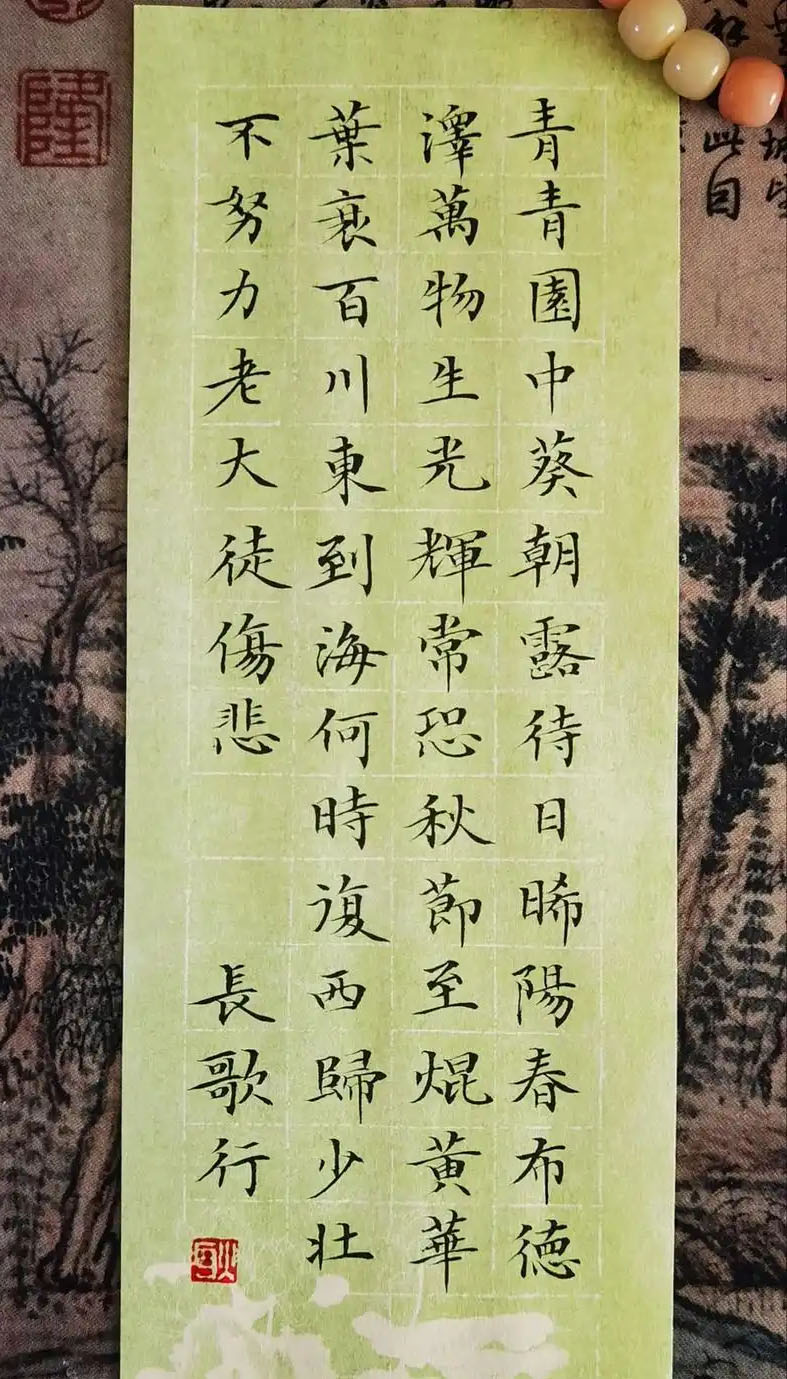 青青園中葵朝露待日晞陽春布德
澤萬物生光輝常恐秋節至焜黃華
葉衰百川東到海何時復西歸少壯
不努力老大徒傷悲
長歌行
此目